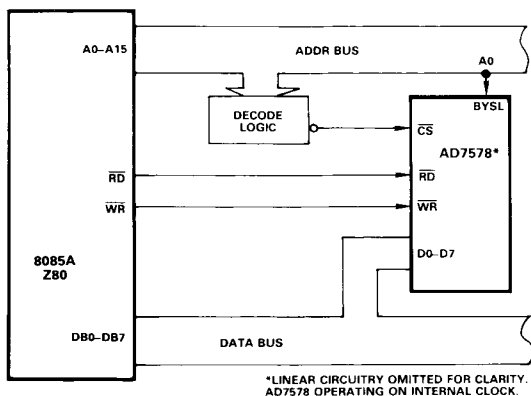 A0–A15
ADDR BUS
A0
BYSL
DECODE
LOGIC
CS
AD7578*
RD
RD
WR
WR
8085A
Z80
D0–D7
DB0–DB7
DATA BUS
*LINEAR CIRCUITRY OMITTED FOR CLARITY.
AD7578 OPERATING ON INTERNAL CLOCK.